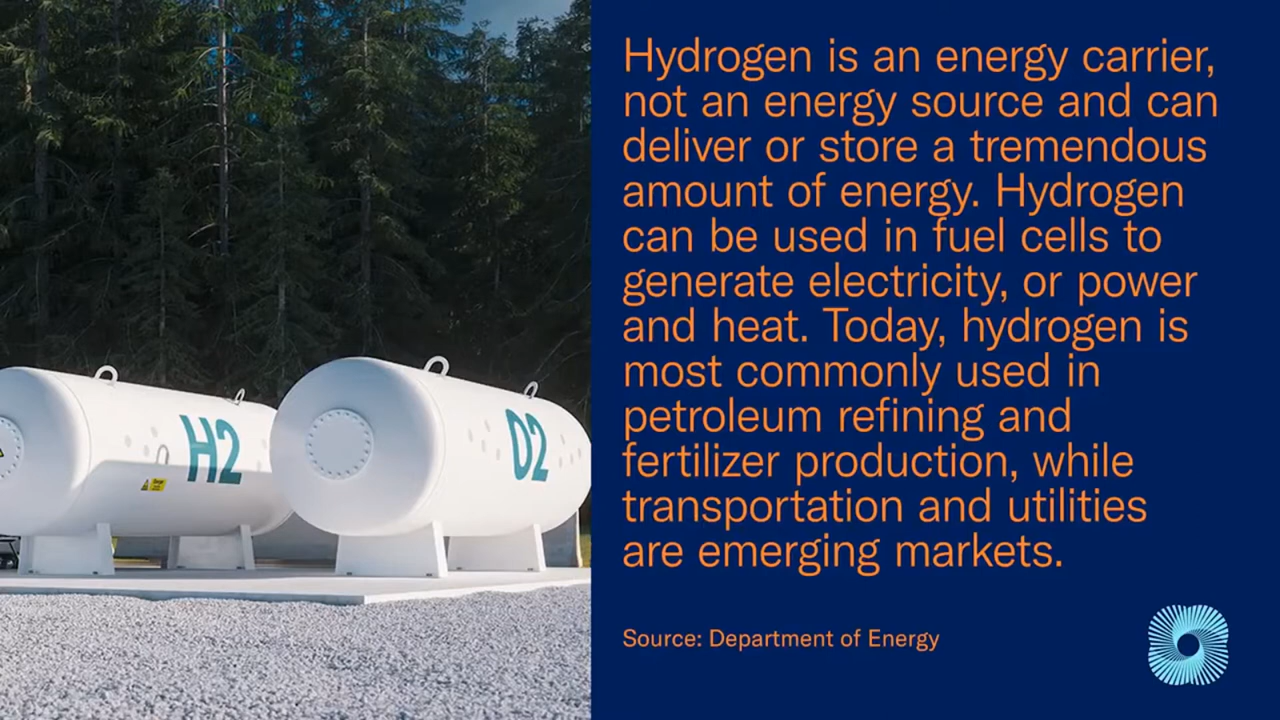 H2
O2
Hydrogen is an energy carrier,
not an energy source and can
deliver or store a tremendous
amount of energy. Hydrogen
can be used in fuel cells to
generate electricity, or power
and heat. Today, hydrogen is
most commonly used in
petroleum refining and
fertilizer production, while
transportation and utilities
are emerging markets.
Source: Department of Energy